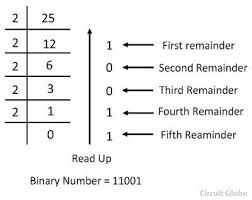 2 25
2 12 1 First remainder
2 6 0 Second Remainder
2 3 0 Third Remainder
2 1 1 Fourth Remainder
0 1 Fifth Reaminder
Read Up
Binary Number = 11001
Circuit Globe